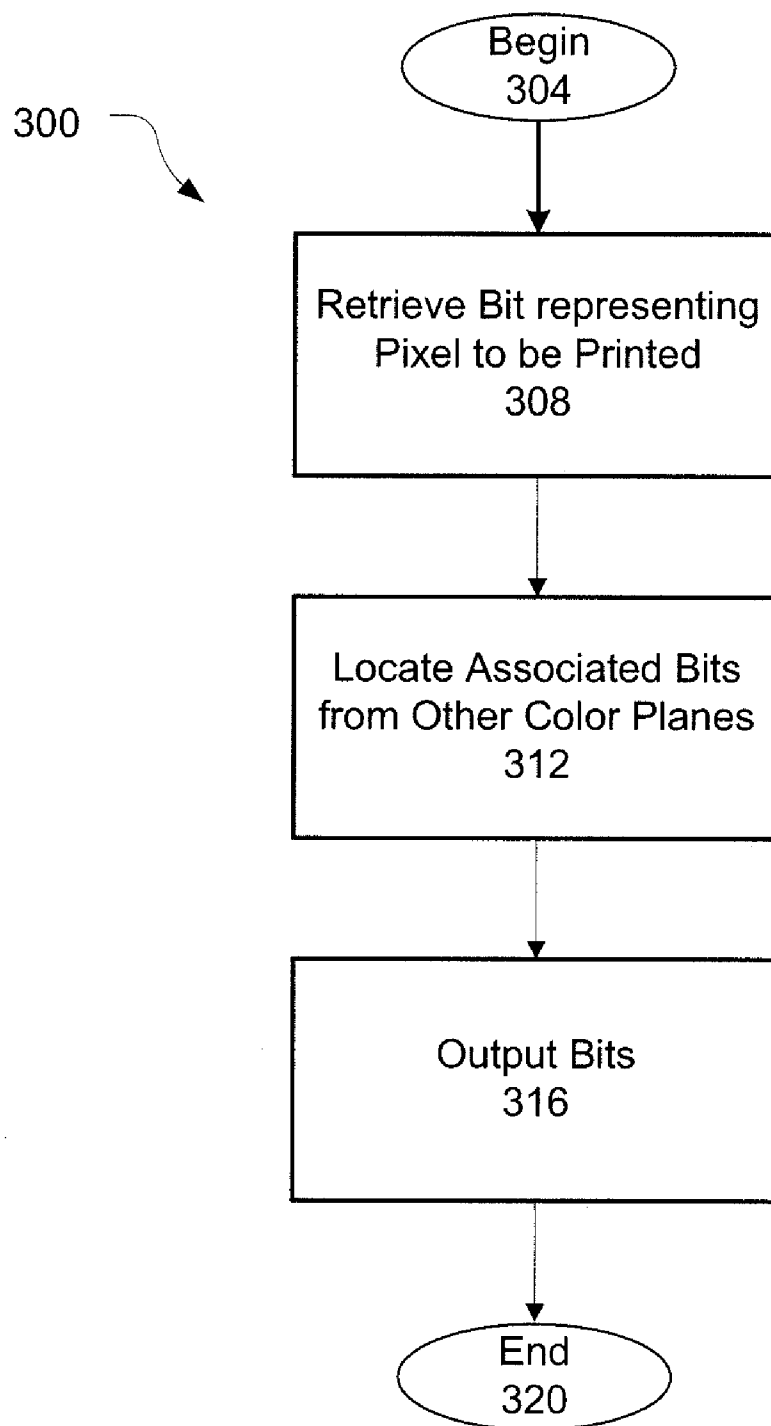 Begin
304
300
Retrieve Bit representing
Pixel to be Printed
308
Locate Associated Bits
from Other Color Planes
312
Output Bits
316
End
320